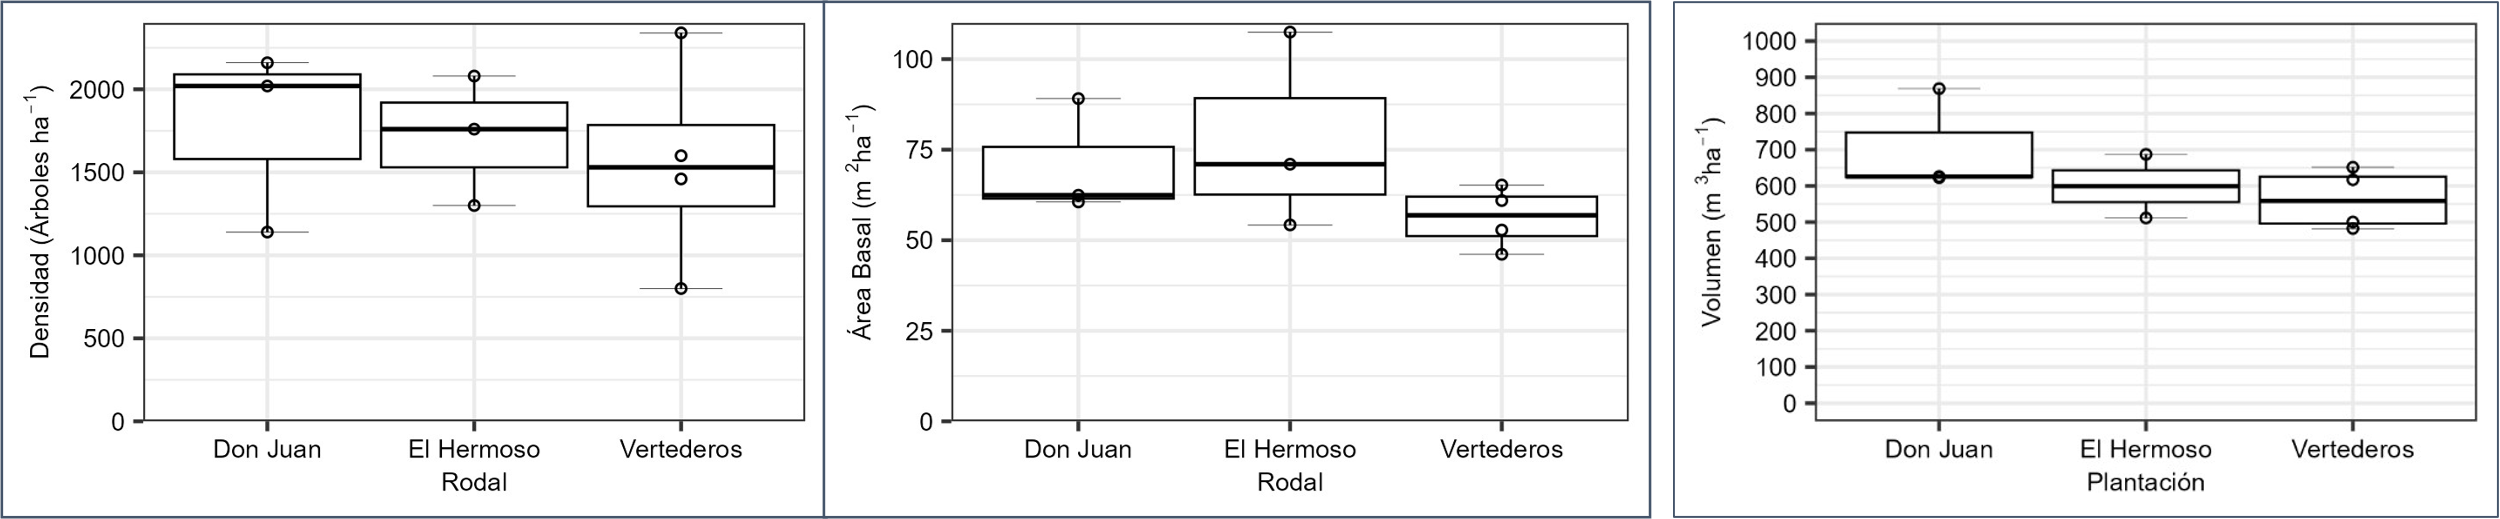 Densidad (Árboles ha⁻¹)
2000
1500
1000
500
0
Don Juan El Hermoso Vertederos
Rodal
Área Basal (m ²ha⁻¹)
100
75
50
25
0
Don Juan El Hermoso Vertederos
Rodal
Volumen (m ³ha⁻¹)
1000
900
800
700
600
500
400
300
200
100
0
Don Juan El Hermoso Vertederos
Plantación